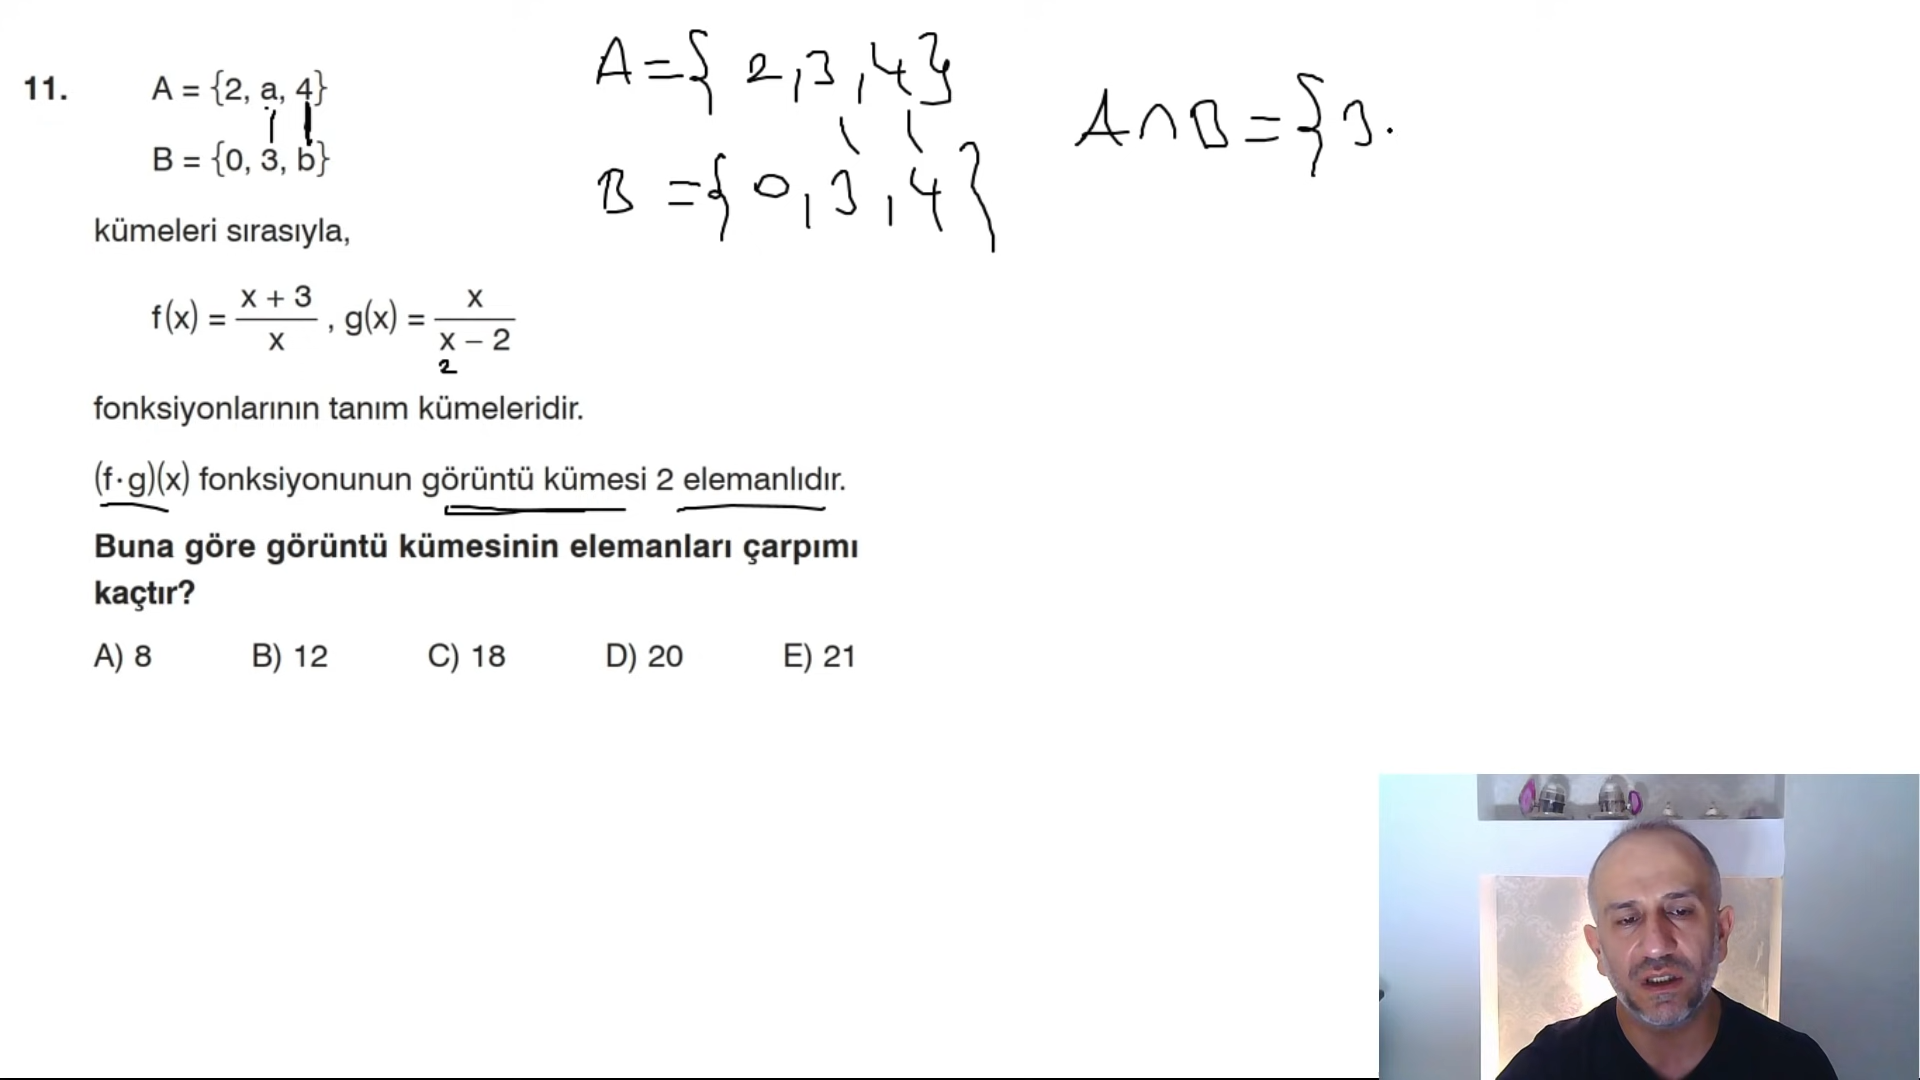 11. A = {2, a, 4}
B = {0, 3, b}
kümeleri sırasıyla,
f(x) = x + 3 / x , g(x) = x / x – 2
2
fonksiyonlarının tanım kümeleridir.
(f·g)(x) fonksiyonunun görüntü kümesi 2 elemanlıdır.
Buna göre görüntü kümesinin elemanları çarpımı
kaçtır?
A) 8 B) 12 C) 18 D) 20 E) 21
A = { 2, 3, 4 }
B = { 0, 3, 4 }
A ∩ B = { 3.